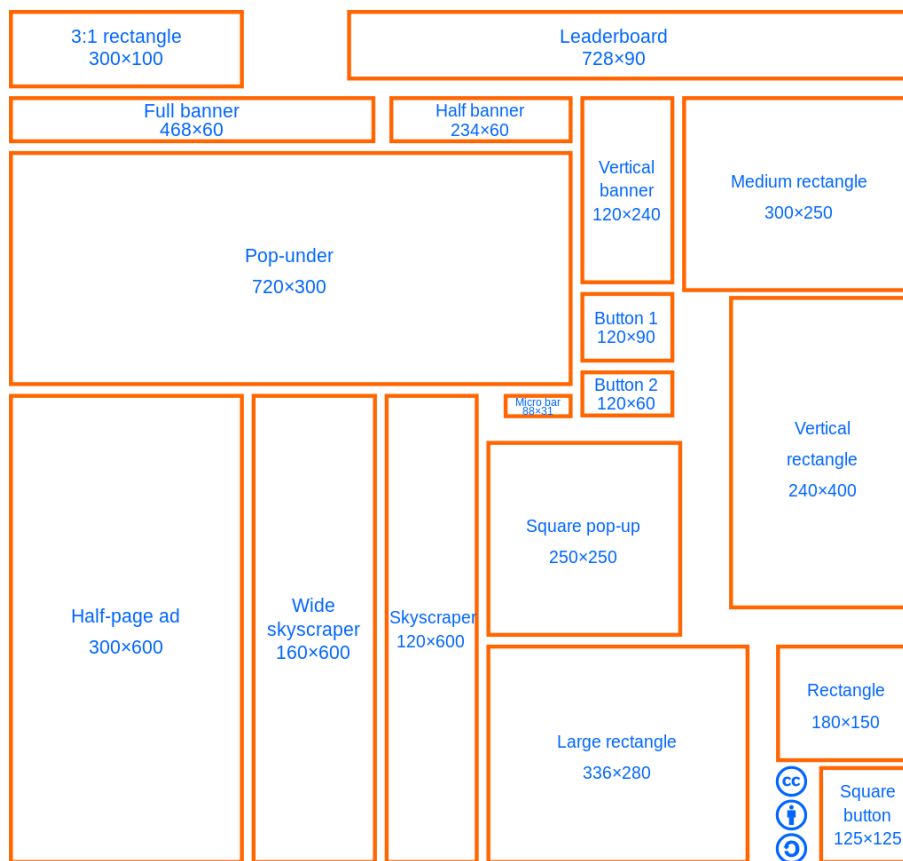 3:1 rectangle
300×100
Leaderboard
728×90
Full banner
468×60
Half banner
234×60
Vertical
banner
120×240
Medium rectangle
300×250
Pop-under
720×300
Button 1
120×90
Button 2
120×60
Micro bar
88×31
Vertical
rectangle
240×400
Square pop-up
250×250
Half-page ad
300×600
Wide
skyscraper
160×600
Skyscraper
120×600
Rectangle
180×150
Large rectangle
336×280
cc
Square
button
125×125